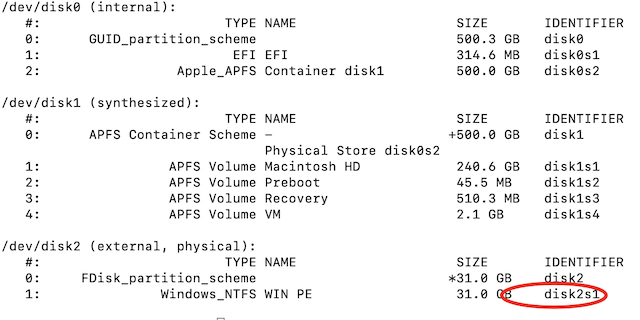 /dev/disk0 (internal):
#: TYPE NAME SIZE IDENTIFIER
0: GUID_partition_scheme 500.3 GB disk0
1: EFI EFI 314.6 MB disk0s1
2: Apple_APFS Container disk1 500.0 GB disk0s2
/dev/disk1 (synthesized):
#: TYPE NAME SIZE IDENTIFIER
0: APFS Container Scheme - +500.0 GB disk1
Physical Store disk0s2
1: APFS Volume Macintosh HD 240.6 GB disk1s1
2: APFS Volume Preboot 45.5 MB disk1s2
3: APFS Volume Recovery 510.3 MB disk1s3
4: APFS Volume VM 2.1 GB disk1s4
/dev/disk2 (external, physical):
#: TYPE NAME SIZE IDENTIFIER
0: FDisk_partition_scheme *31.0 GB disk2
1: Windows_NTFS WIN PE 31.0 GB disk2s1